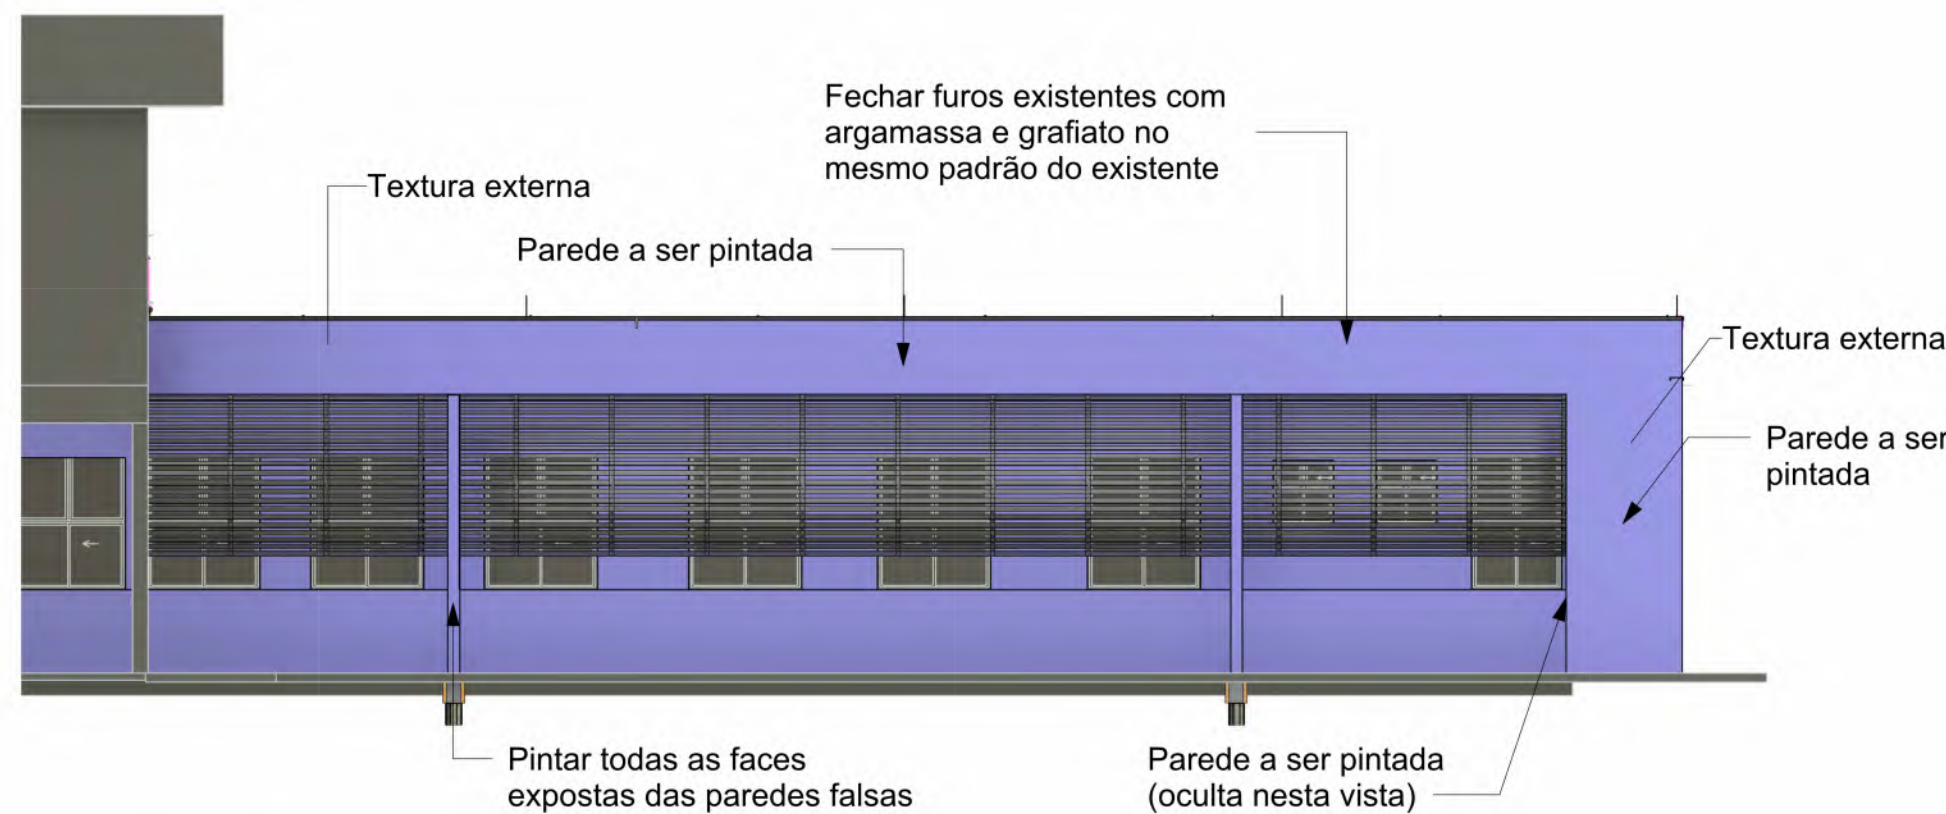 Fechar furos existentes com
argamassa e grafiato no
mesmo padrão do existente
Textura externa
Parede a ser pintada
Textura externa
Parede a ser
pintada
Pintar todas as faces
expostas das paredes falsas
Parede a ser pintada
(oculta nesta vista)